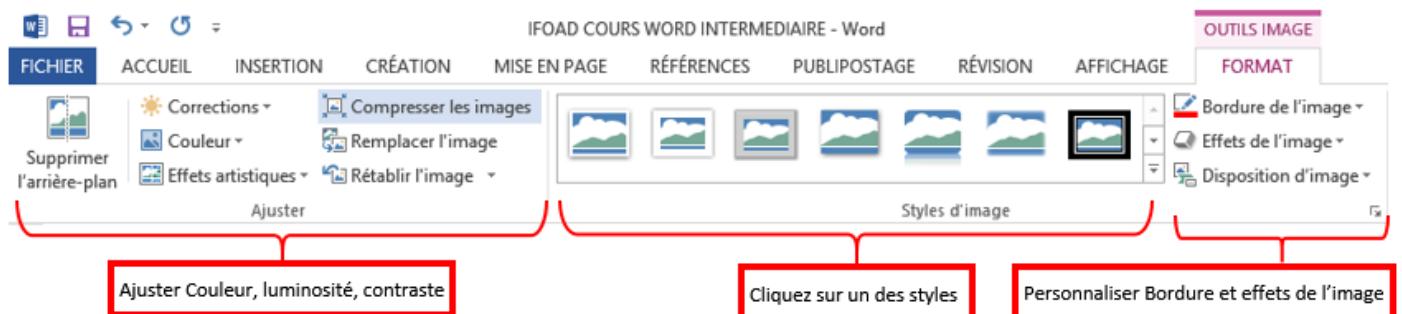 IFOAD COURS WORD INTERMEDIAIRE - Word
OUTILS IMAGE
FICHIER ACCUEIL INSERTION CRÉATION MISE EN PAGE RÉFÉRENCES PUBLIPOSTAGE RÉVISION AFFICHAGE FORMAT
Supprimer
l'arrière-plan
Corrections
Couleur
Effets artistiques
Compresser les images
Remplacer l'image
Rétablir l'image
Ajuster
Styles d'image
Bordure de l'image
Effets de l'image
Disposition d'image
Ajuster Couleur, luminosité, contraste
Cliquez sur un des styles
Personnaliser Bordure et effets de l’image